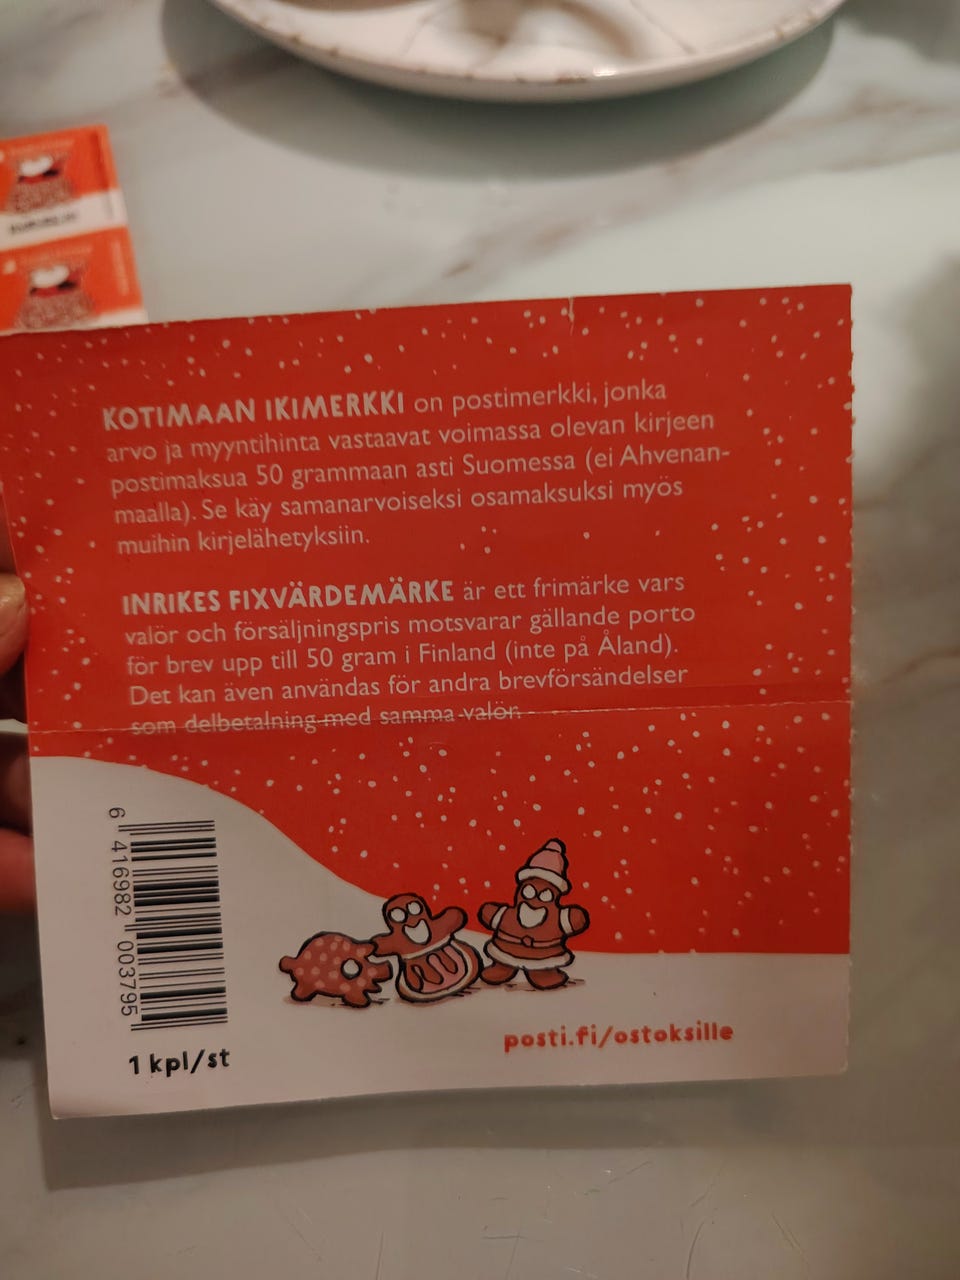 KOTIMAAN IKIMERKKI on postimerkki, jonka
arvo ja myyntihinta vastaavat voimassa olevan kirjeen
postimaksua 50 grammaan asti Suomessa (ei Ahvenan-
maalla). Se käy samanarvoiseksi osamaksuksi myös
muihin kirjelähetyksiin.
INRIKES FIXVÄRDEMÄRKE är ett frimärke vars
valör och försäljningspris motsvarar gällande porto
för brev upp till 50 gram i Finland (inte på Åland).
Det kan även användas för andra brevförsändelser
som delbetalning med samma valör.
6 416982 003795
1 kpl/st
posti.fi/ostoksille